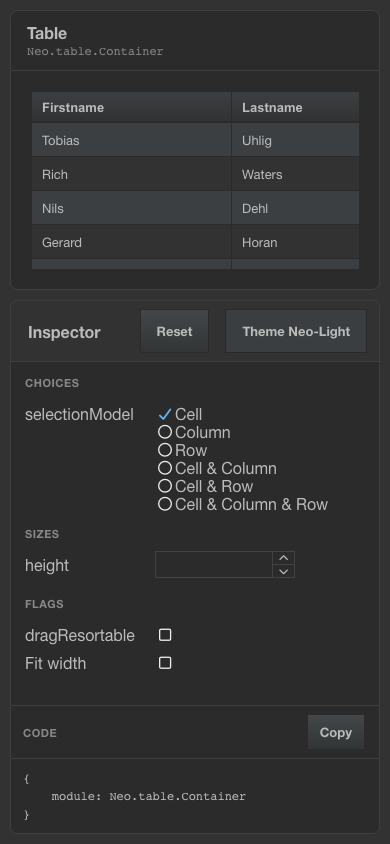 Table
Neo.table.Container
Firstname Lastname
Tobias Uhlig
Rich Waters
Nils Dehl
Gerard Horan
Inspector Reset Theme Neo-Light
CHOICES
selectionModel Cell
Column
Row
Cell & Column
Cell & Row
Cell & Column & Row
SIZES
height
FLAGS
dragResortable
Fit width
CODE Copy
{
module: Neo.table.Container
}